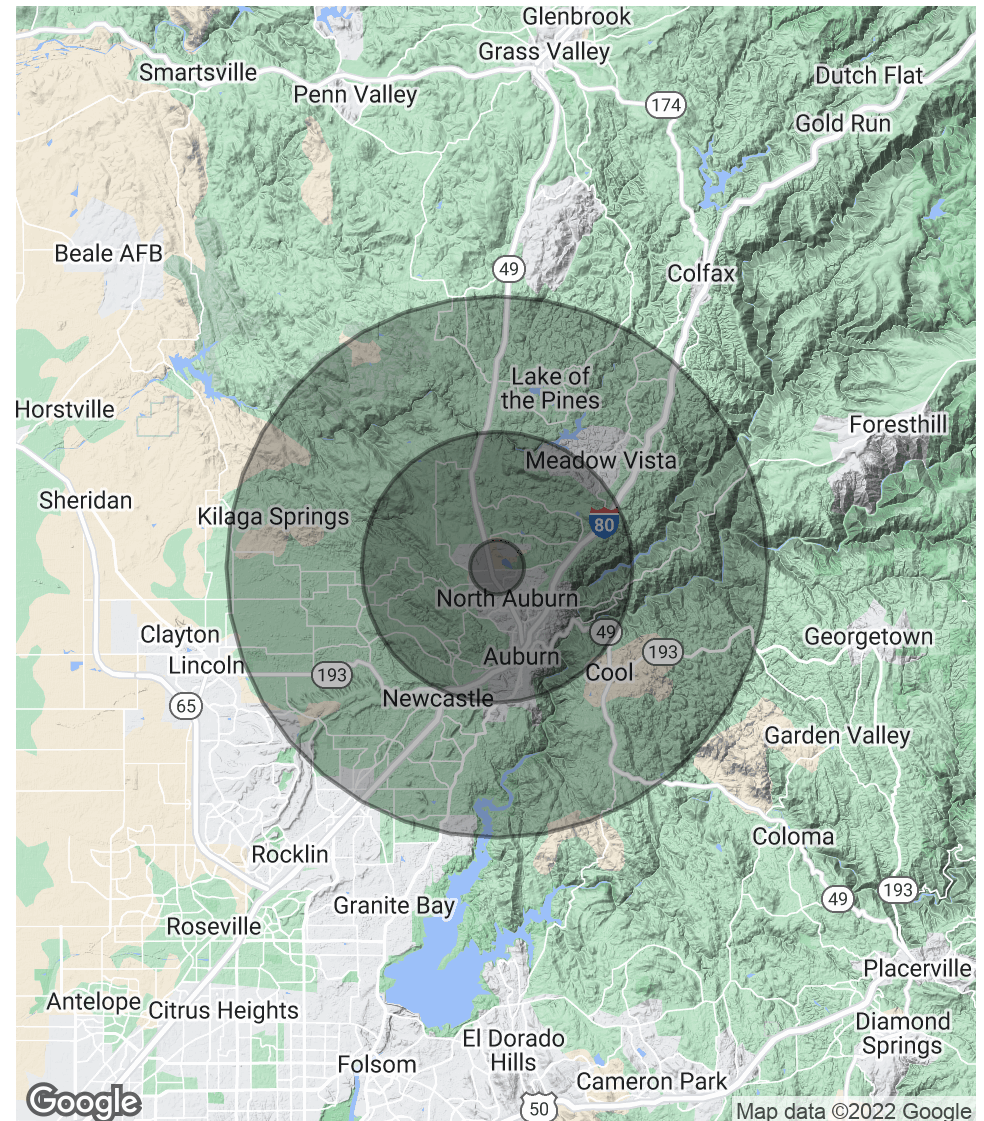 Glenbrook
Grass Valley
Smartsville
Dutch Flat
Penn Valley
174
Gold Run
Beale AFB
49
Colfax
Lake of
the Pines
Horstville
Foresthill
Meadow Vista
Sheridan
Kilaga Springs
80
North Auburn
49
Clayton
Georgetown
193
Auburn
Lincoln
193
Cool
Newcastle
65
Garden Valley
Coloma
Rocklin
193
49
Granite Bay
Roseville
Placerville
Antelope
Citrus Heights
Diamond
Springs
El Dorado
Hills
Folsom
Cameron Park
Google
50
Map data ©2022 Google